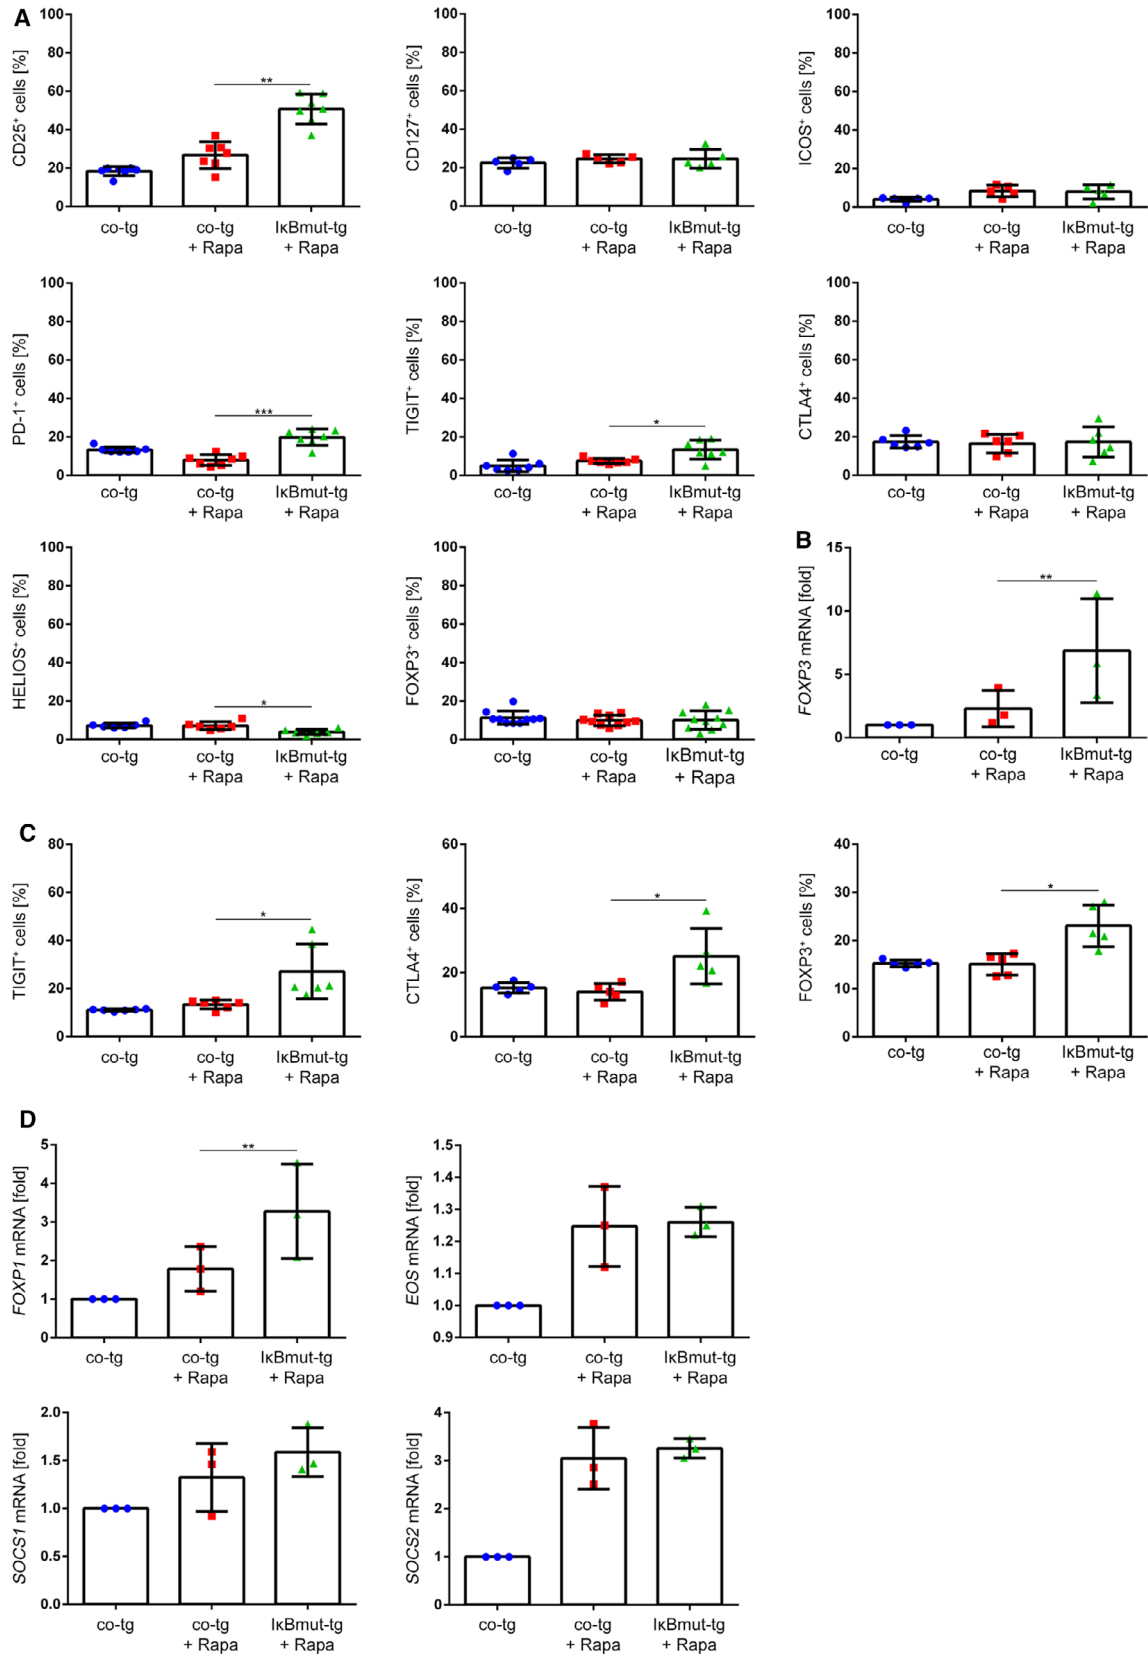 A
CD25⁺ cells [%]
100
80
60
40
20
0
**
co-tg
co-tg
+ Rapa
IκBmut-tg
+ Rapa
CD127⁺ cells [%]
100
80
60
40
20
0
co-tg
co-tg
+ Rapa
IκBmut-tg
+ Rapa
ICOS⁺ cells [%]
100
80
60
40
20
0
co-tg
co-tg
+ Rapa
IκBmut-tg
+ Rapa
PD-1⁺ cells [%]
100
80
60
40
20
0
***
co-tg
co-tg
+ Rapa
IκBmut-tg
+ Rapa
TIGIT⁺ cells [%]
100
80
60
40
20
0
*
co-tg
co-tg
+ Rapa
IκBmut-tg
+ Rapa
CTLA4⁺ cells [%]
100
80
60
40
20
0
co-tg
co-tg
+ Rapa
IκBmut-tg
+ Rapa
HELIOS⁺ cells [%]
100
80
60
40
20
0
*
co-tg
co-tg
+ Rapa
IκBmut-tg
+ Rapa
FOXP3⁺ cells [%]
100
80
60
40
20
0
co-tg
co-tg
+ Rapa
IκBmut-tg
+ Rapa
B
FOXP3 mRNA [fold]
15
10
5
0
**
co-tg
co-tg
+ Rapa
IκBmut-tg
+ Rapa
C
TIGIT⁺ cells [%]
80
60
40
20
0
*
co-tg
co-tg
+ Rapa
IκBmut-tg
+ Rapa
CTLA4⁺ cells [%]
60
40
20
0
*
co-tg
co-tg
+ Rapa
IκBmut-tg
+ Rapa
FOXP3⁺ cells [%]
40
30
20
10
0
*
co-tg
co-tg
+ Rapa
IκBmut-tg
+ Rapa
D
FOXP1 mRNA [fold]
5
4
3
2
1
0
**
co-tg
co-tg
+ Rapa
IκBmut-tg
+ Rapa
EOS mRNA [fold]
1.5
1.4
1.3
1.2
1.1
1.0
0.9
co-tg
co-tg
+ Rapa
IκBmut-tg
+ Rapa
SOCS1 mRNA [fold]
2.0
1.5
1.0
0.5
0.0
co-tg
co-tg
+ Rapa
IκBmut-tg
+ Rapa
SOCS2 mRNA [fold]
4
3
2
1
0
co-tg
co-tg
+ Rapa
IκBmut-tg
+ Rapa